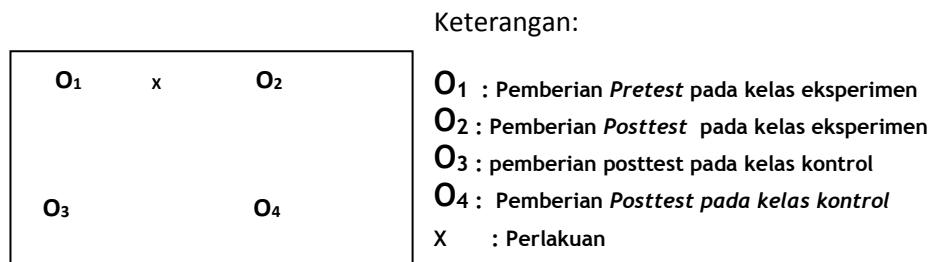 Keterangan:
O1 x O2
O3 O4
O1 : Pemberian Pretest pada kelas eksperimen
O2 : Pemberian Posttest pada kelas eksperimen
O3 : pemberian posttest pada kelas kontrol
O4 : Pemberian Posttest pada kelas kontrol
X : Perlakuan